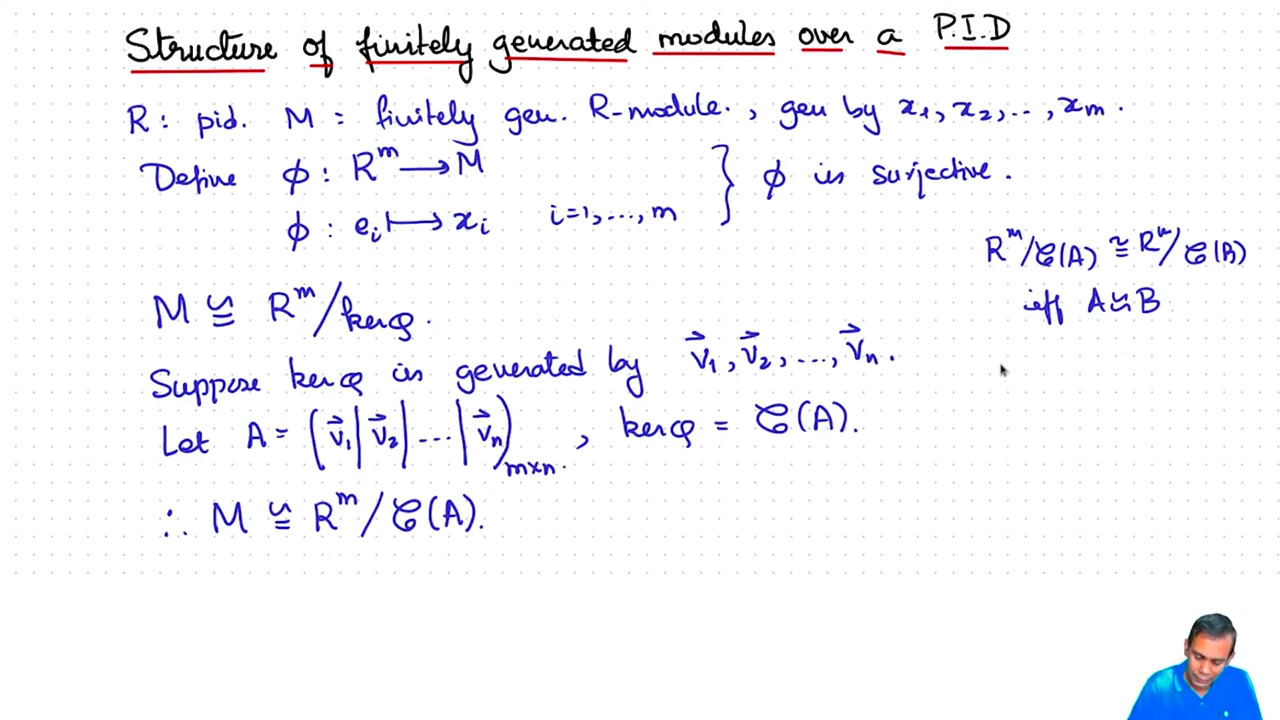 Structure of finitely generated modules over a P.I.D
R: pid. M = finitely gen. R-module., gen by x₁, x₂, .., xₘ.
Define ϕ : Rᵐ ⟶ M
ϕ : eᵢ ⟼ xᵢ i=1,...,m } ϕ is surjective.
Rᵐ/𝒞(A) ≅ Rᵐ/𝒞(B)
iff A ≈ B
M ≅ Rᵐ/kerφ.
Suppose kerφ is generated by v⃗₁, v⃗₂, ..., v⃗ₙ.
Let A = (v⃗₁|v⃗₂|...|v⃗ₙ)ₘₓₙ. , kerφ = 𝒞(A).
∴ M ≅ Rᵐ/𝒞(A).